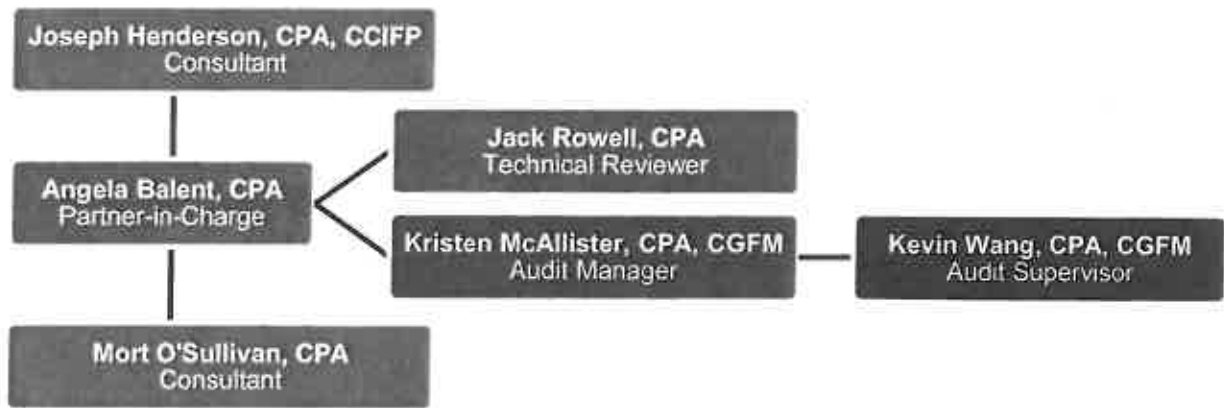 Joseph Henderson, CPA, CCIFP
Consultant
Jack Rowell, CPA
Technical Reviewer
Angela Balent, CPA
Partner-in-Charge
Kristen McAllister, CPA, CGFM
Audit Manager
Kevin Wang, CPA, CGFM
Audit Supervisor
Mort O'Sullivan, CPA
Consultant